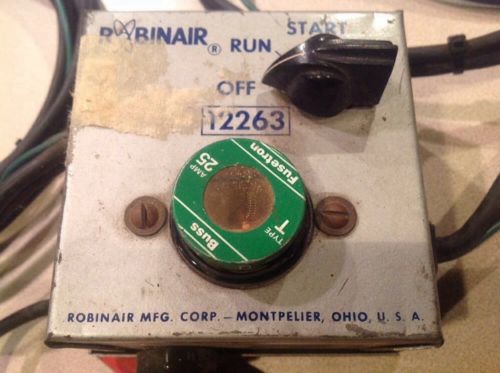 START
ROBINAIR ® RUN
OFF
12263
Fusetron
25
AMP
TYPE
T
Buss
ROBINAIR MFG. CORP. — MONTPELIER, OHIO, U. S. A.